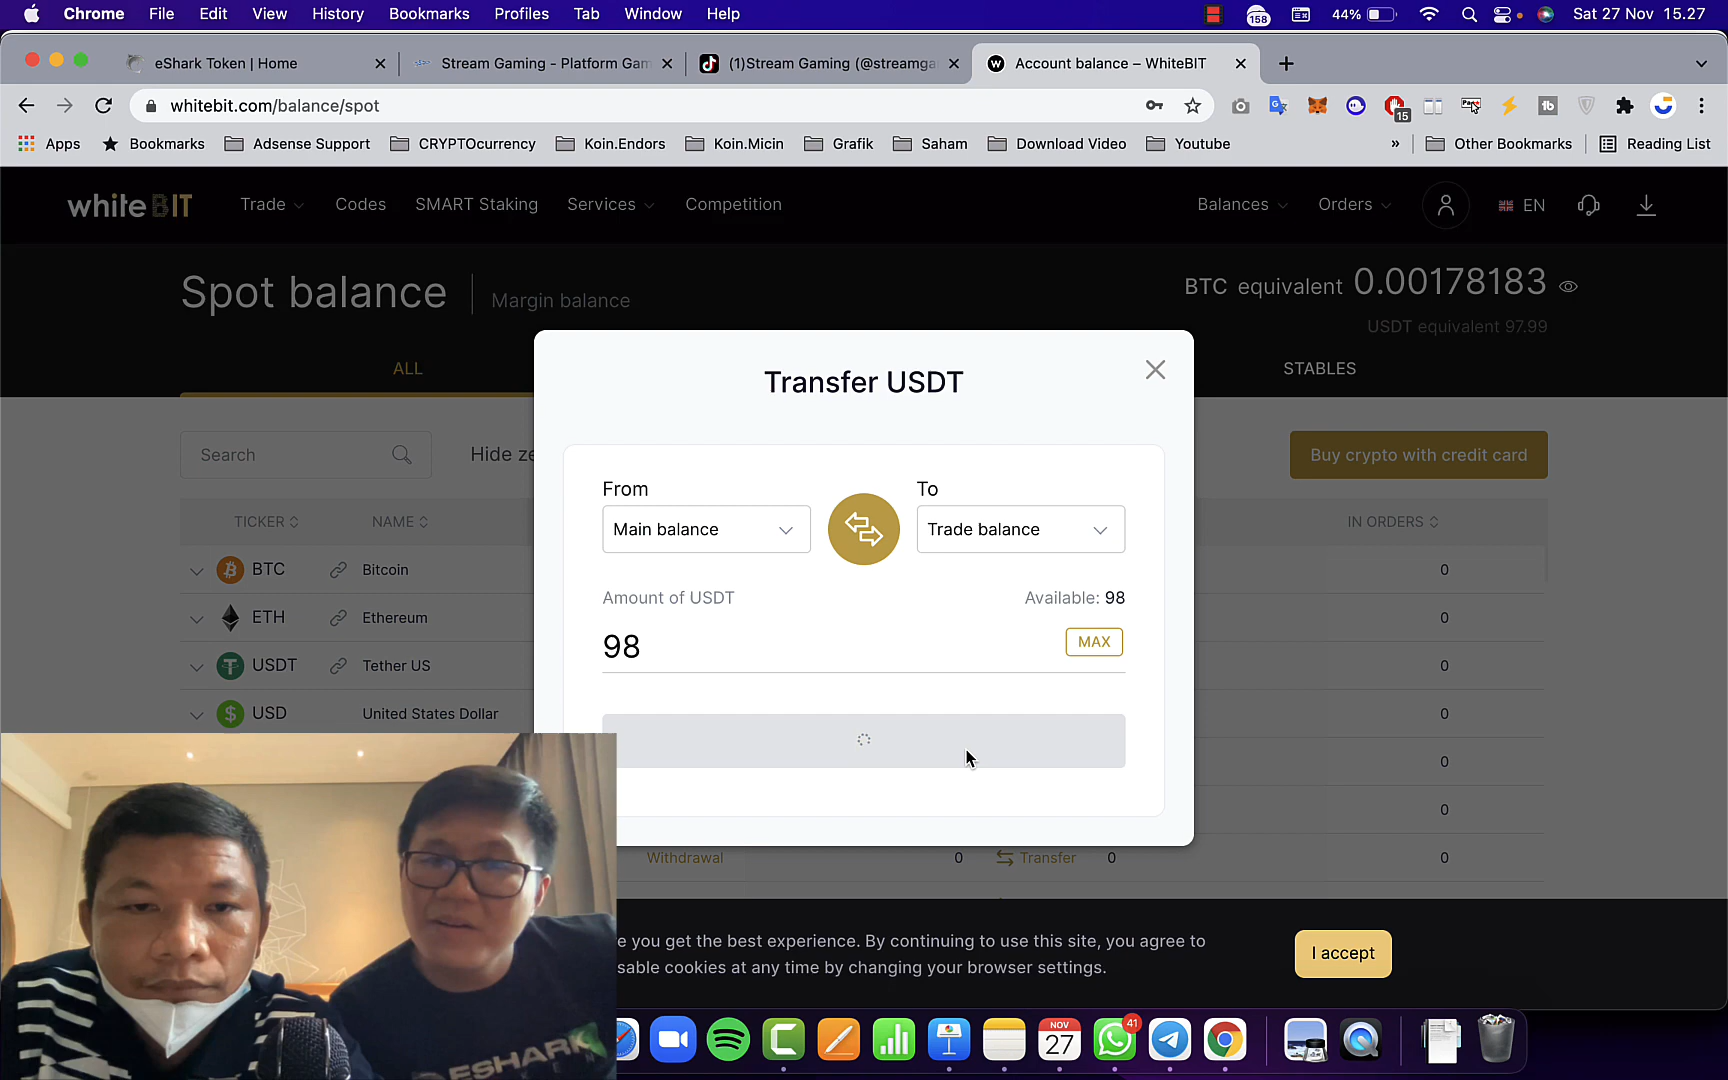 Chrome File Edit View History Bookmarks Profiles Tab Window Help 158 44% Sat 27 Nov 15.27
eShark Token | Home Stream Gaming - Platform Gam (1)Stream Gaming (@streamga Account balance – WhiteBIT
whitebit.com/balance/spot 15
Apps Bookmarks Adsense Support CRYPTOcurrency Koin.Endors Koin.Micin Grafik Saham Download Video Youtube » Other Bookmarks Reading List
whiteBIT Trade Codes SMART Staking Services Competition Balances Orders EN
Spot balance Margin balance BTC equivalent 0.00178183
USDT equivalent 97.99
ALL STABLES
Transfer USDT
Search Hide ze Buy crypto with credit card
From To
Main balance Trade balance
TICKER NAME IN ORDERS
BTC Bitcoin 0
Amount of USDT Available: 98
ETH Ethereum 0
98 MAX
USDT Tether US 0
USD United States Dollar 0
0
0
Withdrawal 0 Transfer 0 0
e you get the best experience. By continuing to use this site, you agree to
sable cookies at any time by changing your browser settings.
I accept
ESHARK
NOV
27
41